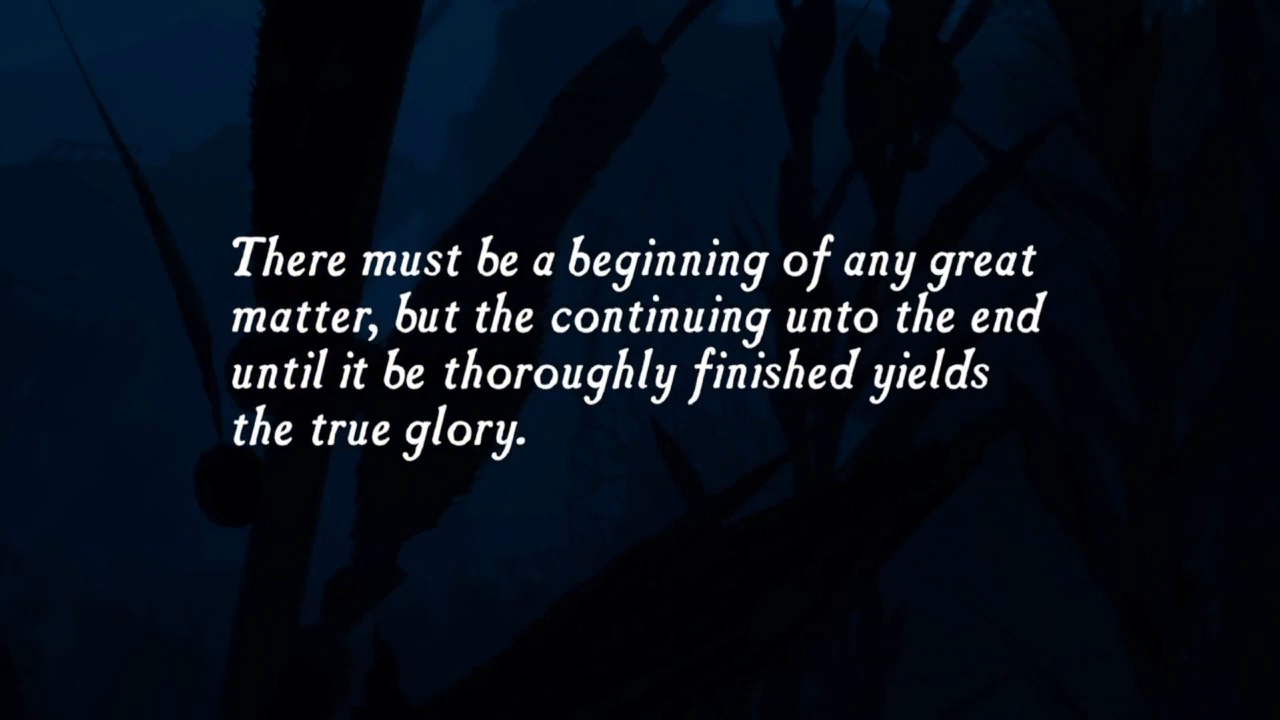 There must be a beginning of any great
matter, but the continuing unto the end
until it be thoroughly finished yields
the true glory.